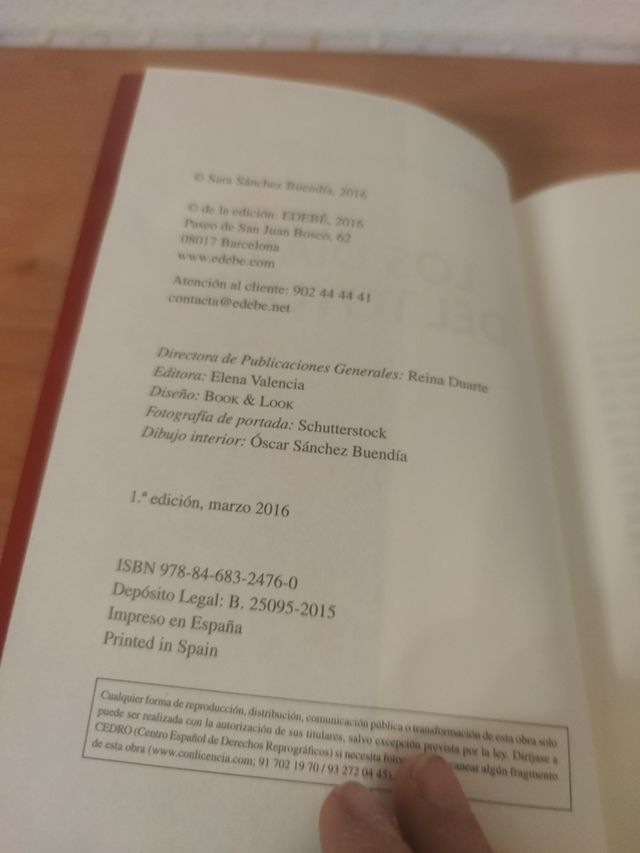 © Sara Sánchez Buendía, 2016
© de la edición: EDEBÉ, 2016
Paseo de San Juan Bosco, 62
08017 Barcelona
www.edebe.com
Atención al cliente: 902 44 44 41
contacta@edebe.net
Directora de Publicaciones Generales: Reina Duarte
Editora: Elena Valencia
Diseño: BOOK & LOOK
Fotografía de portada: Schutterstock
Dibujo interior: Óscar Sánchez Buendía
1.ª edición, marzo 2016
ISBN 978-84-683-2476-0
Depósito Legal: B. 25095-2015
Impreso en España
Printed in Spain
Cualquier forma de reproducción, distribución, comunicación pública o transformación de esta obra solo
puede ser realizada con la autorización de sus titulares, salvo excepción prevista por la ley. Diríjase a
CEDRO (Centro Español de Derechos Reprográficos) si necesita algún fragmento
de esta obra (www.conlicencia.com; 91 702 19 70 / 93 272 04 45)